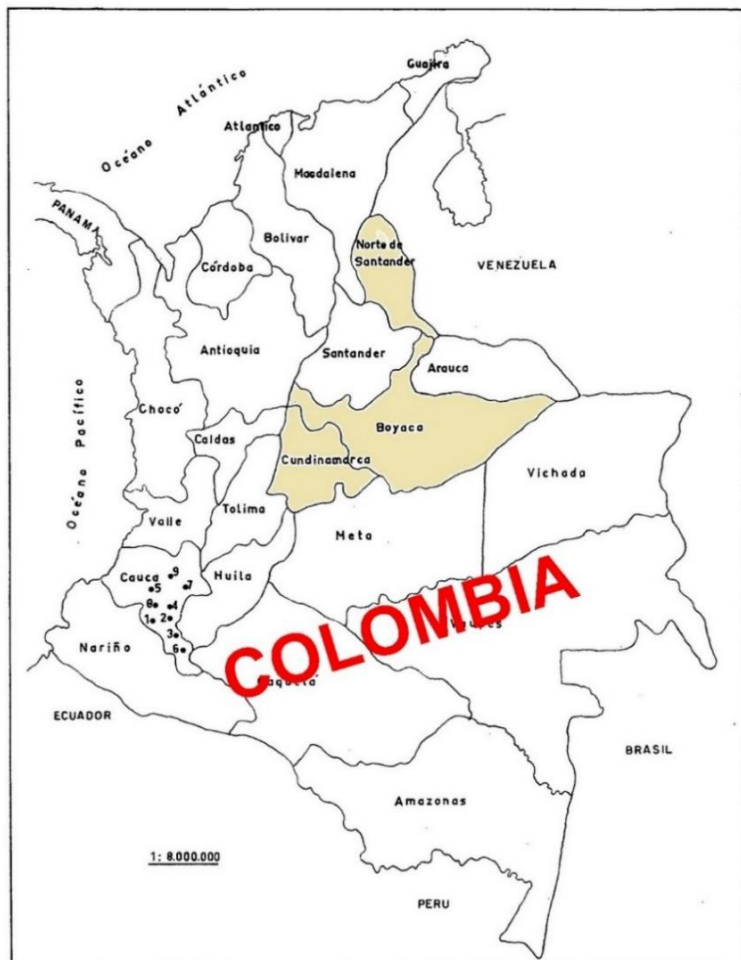 Océano Atlántico
Guajira
Atlantico
Magdalena
PANAMA
Bolivar
Norte de
Santander
VENEZUELA
Córdoba
Antioquia
Santander
Arauca
Océano Pacífico
Chocó
Caldas
Boyaca
Cundinamarca
Vichada
Tolima
Valle
Meta
Cauca
9
5
7
Huila
8
4
1
2
3
6
Nariño
COLOMBIA
ECUADOR
BRASIL
Amazonas
1: 8.000.000
PERU